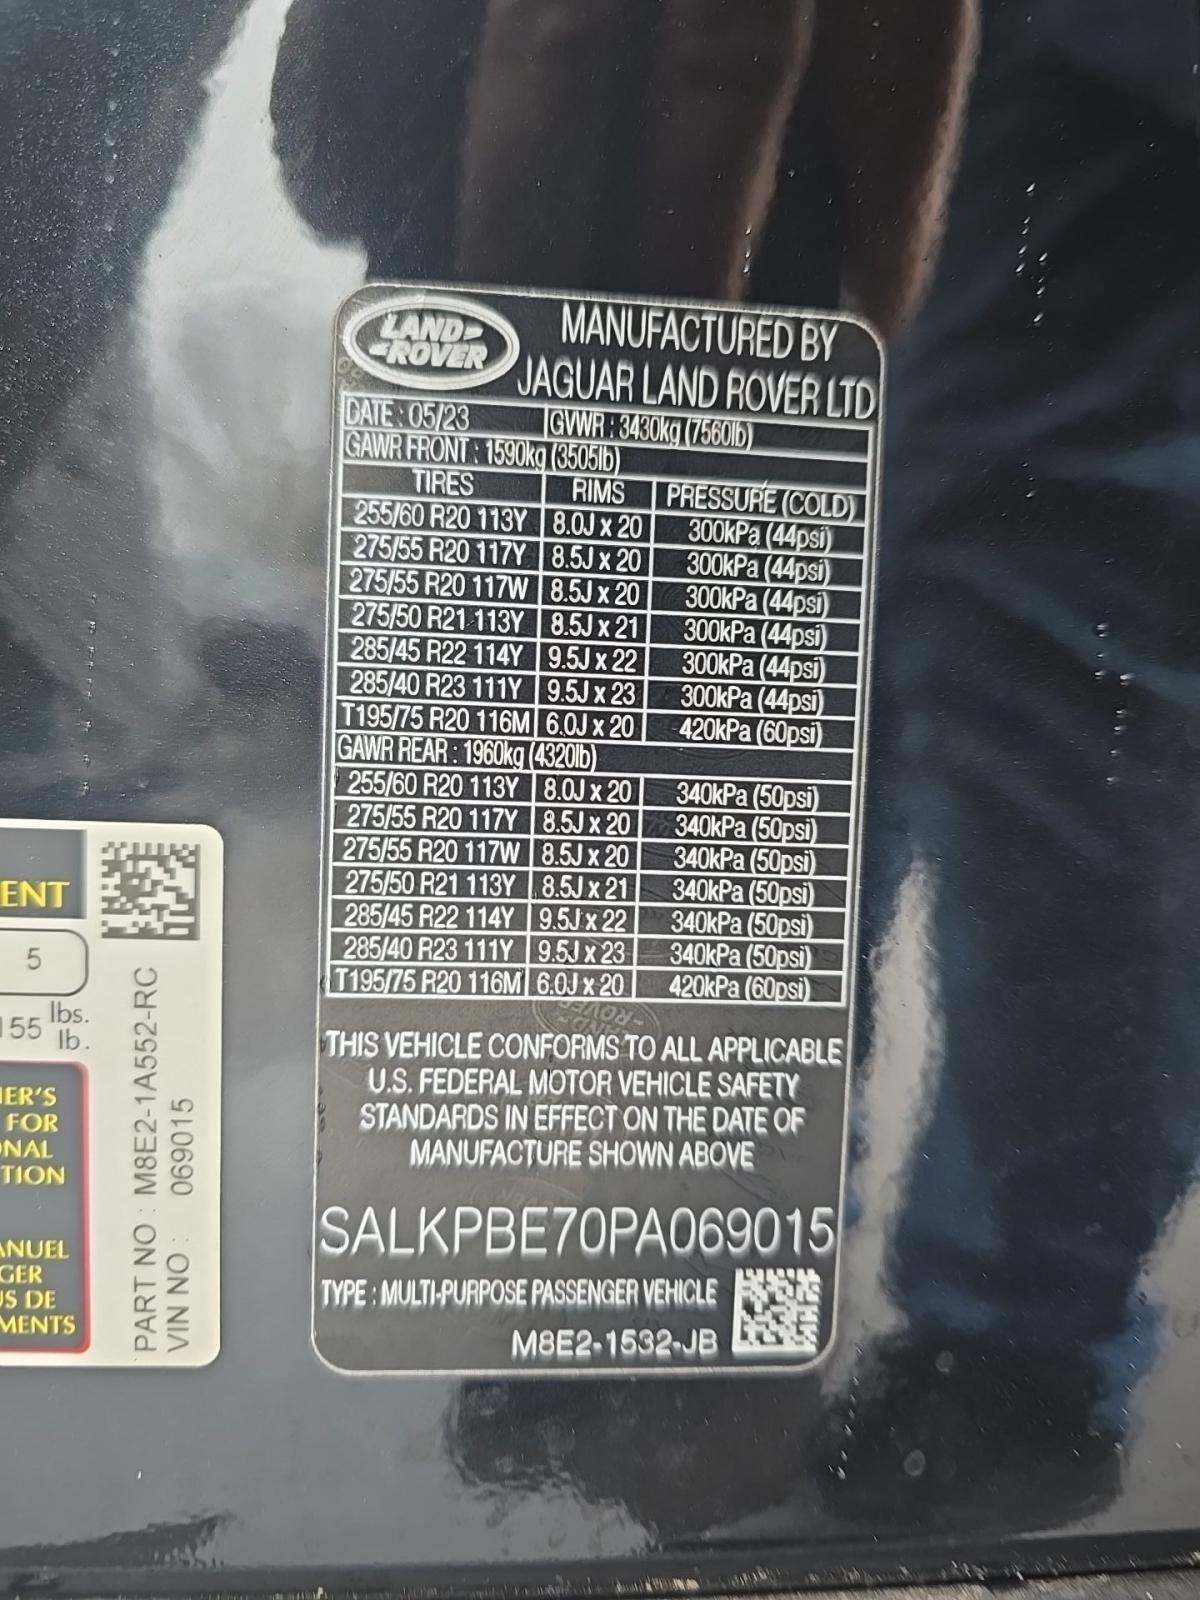 LAND
ROVER
MANUFACTURED BY
JAGUAR LAND ROVER LTD
DATE : 05/23 GVWR : 3430kg (7560lb)
GAWR FRONT : 1590kg (3505lb)
TIRES RIMS PRESSURE (COLD)
255/60 R20 113Y 8.0J x 20 300kPa (44psi)
275/55 R20 117Y 8.5J x 20 300kPa (44psi)
275/55 R20 117W 8.5J x 20 300kPa (44psi)
275/50 R21 113Y 8.5J x 21 300kPa (44psi)
285/45 R22 114Y 9.5J x 22 300kPa (44psi)
285/40 R23 111Y 9.5J x 23 300kPa (44psi)
T195/75 R20 116M 6.0J x 20 420kPa (60psi)
GAWR REAR : 1960kg (4320lb)
255/60 R20 113Y 8.0J x 20 340kPa (50psi)
275/55 R20 117Y 8.5J x 20 340kPa (50psi)
275/55 R20 117W 8.5J x 20 340kPa (50psi)
275/50 R21 113Y 8.5J x 21 340kPa (50psi)
285/45 R22 114Y 9.5J x 22 340kPa (50psi)
285/40 R23 111Y 9.5J x 23 340kPa (50psi)
T195/75 R20 116M 6.0J x 20 420kPa (60psi)
THIS VEHICLE CONFORMS TO ALL APPLICABLE
U.S. FEDERAL MOTOR VEHICLE SAFETY
STANDARDS IN EFFECT ON THE DATE OF
MANUFACTURE SHOWN ABOVE
SALKPBE70PA069015
TYPE : MULTI-PURPOSE PASSENGER VEHICLE
M8E2-1532-JB
ENT
5
155 lbs.
lb.
IER'S
FOR
ONAL
TION
ANUEL
GER
US DE
MENTS
PART NO : M8E2-1A552-RC
VIN NO : 069015